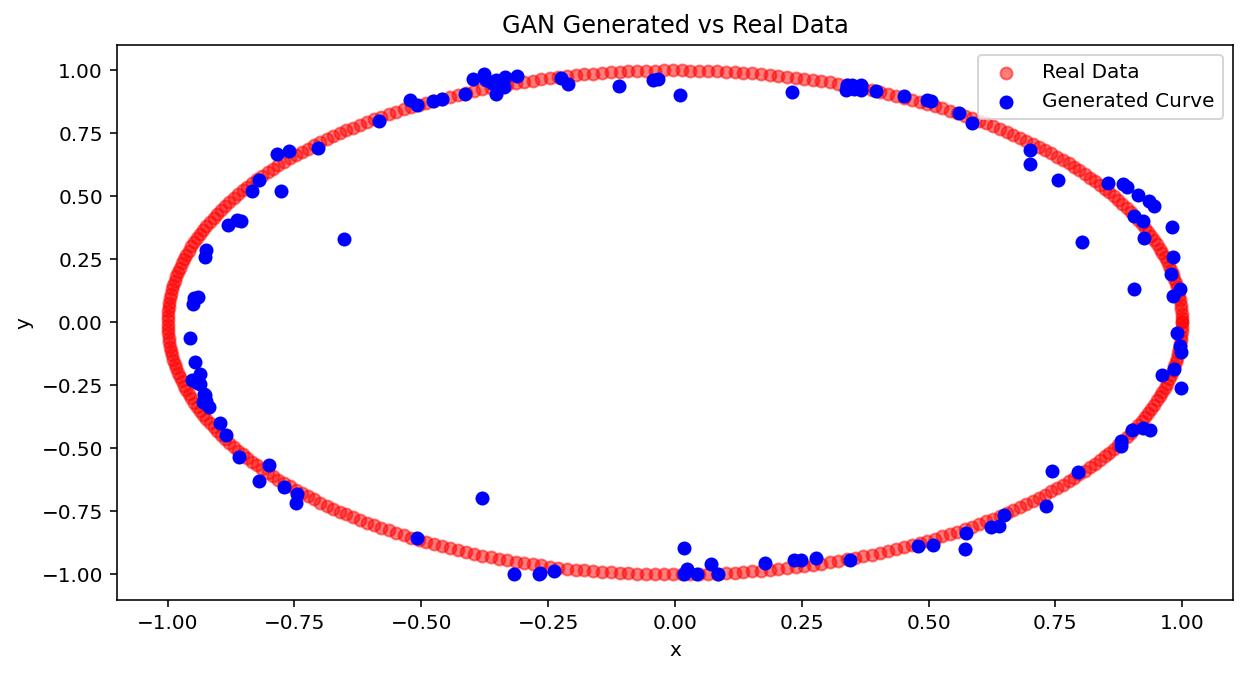 GAN Generated vs Real Data
Real Data
Generated Curve
1.00
0.75
0.50
0.25
0.00
−0.25
−0.50
−0.75
−1.00
y
−1.00 −0.75 −0.50 −0.25 0.00 0.25 0.50 0.75 1.00
x